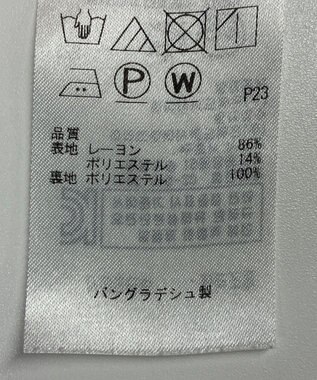 P W
P23
品質
表地 レーヨン 86%
ポリエステル 14%
裏地 ポリエステル 100%
バングラデシュ製